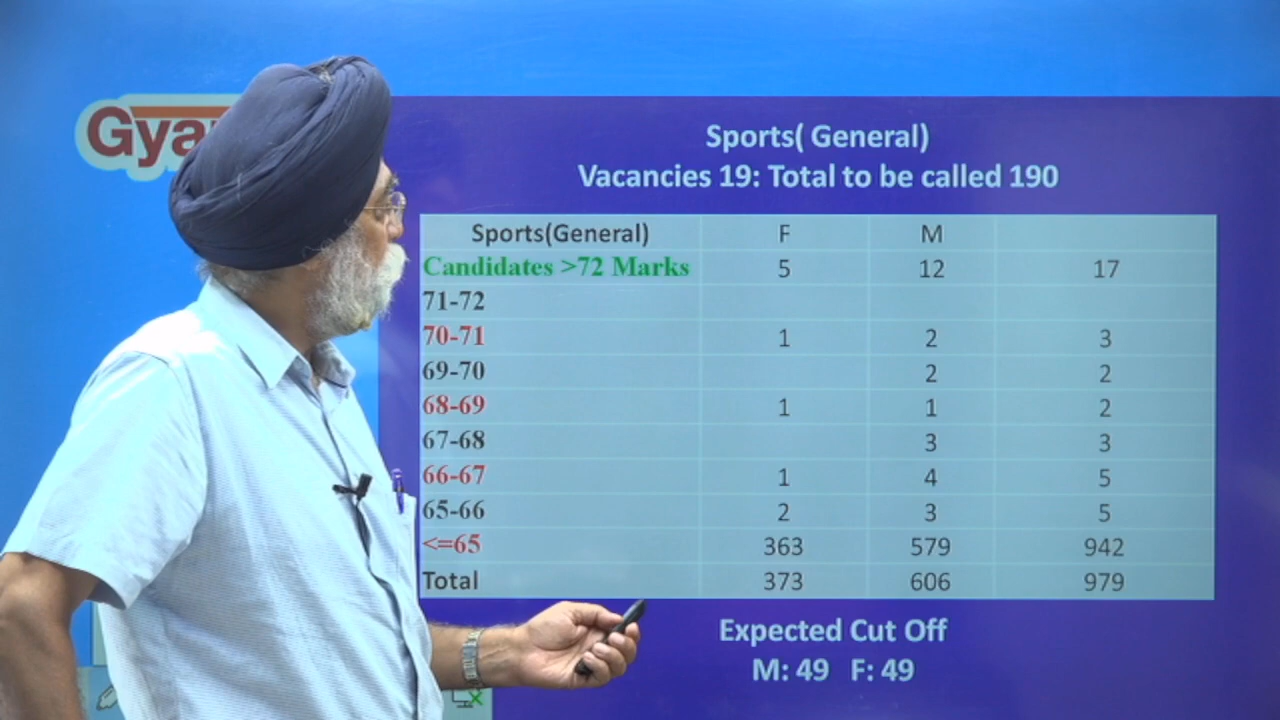 Sports( General)
Vacancies 19: Total to be called 190
Sports(General) F M
Candidates >72 Marks 5 12 17
71-72
70-71 1 2 3
69-70 2 2
68-69 1 1 2
67-68 3 3
66-67 1 4 5
65-66 2 3 5
<=65 363 579 942
Total 373 606 979
Expected Cut Off
M: 49 F: 49